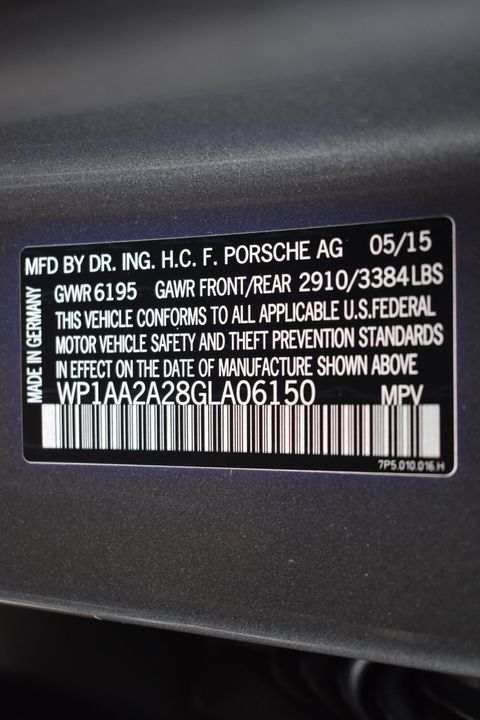 MFD BY DR. ING. H.C. F. PORSCHE AG 05/15
GVWR 6195 GAWR FRONT/REAR 2910/3384 LBS
THIS VEHICLE CONFORMS TO ALL APPLICABLE U.S.FEDERAL
MOTOR VEHICLE SAFETY AND THEFT PREVENTION STANDARDS
IN EFFECT ON THE DATE OF MANUFACTURE SHOWN ABOVE
WP1AA2A28GLA06150 MPV
7P5.010.016.H
MADE IN GERMANY